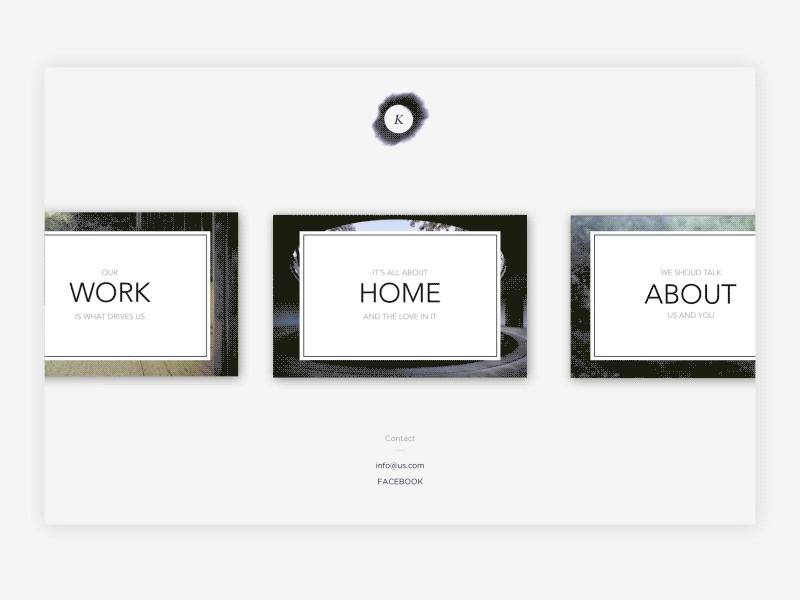 K
OUR
WORK
IS WHAT DRIVES US
IT'S ALL ABOUT
HOME
AND THE LOVE IN IT
WE SHOUD TALK
ABOUT
US AND YOU
Contact
info@us.com
FACEBOOK